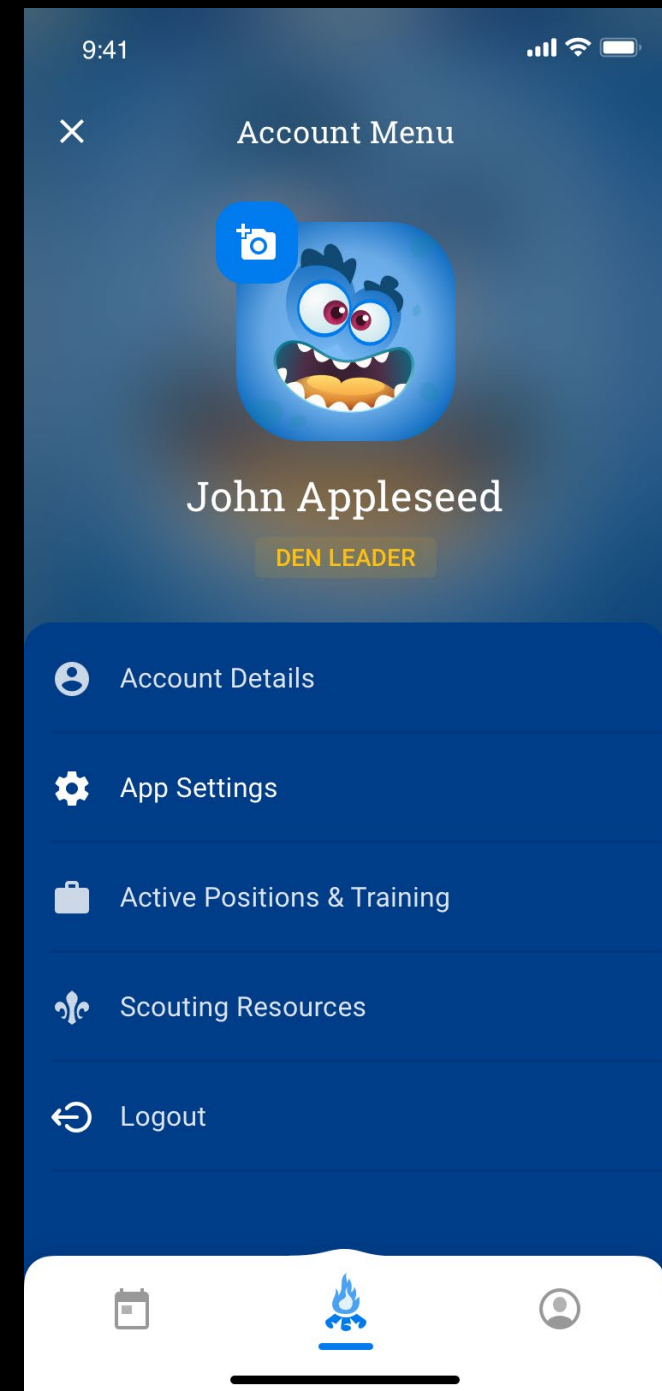 9:41
Account Menu
John Appleseed
DEN LEADER
Account Details
App Settings
Active Positions & Training
Scouting Resources
Logout